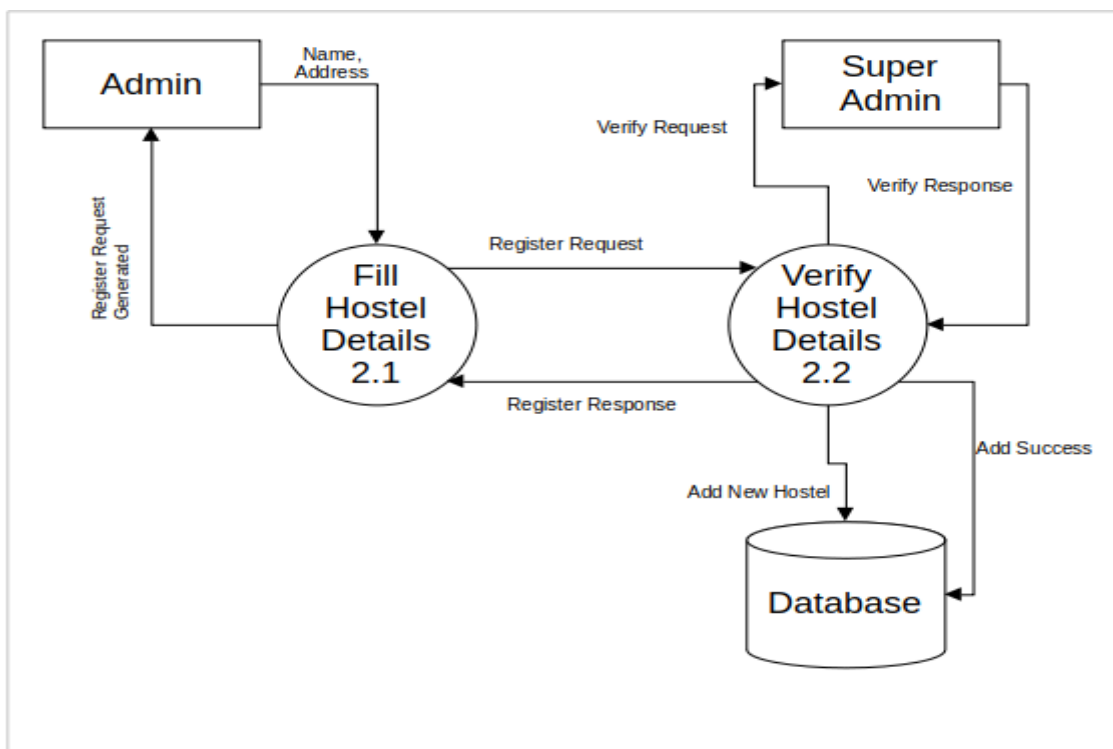 Admin
Name,
Address
Super
Admin
Verify Request
Verify Response
Register Request
Generated
Register Request
Fill
Hostel
Details
2.1
Verify
Hostel
Details
2.2
Register Response
Add Success
Add New Hostel
Database